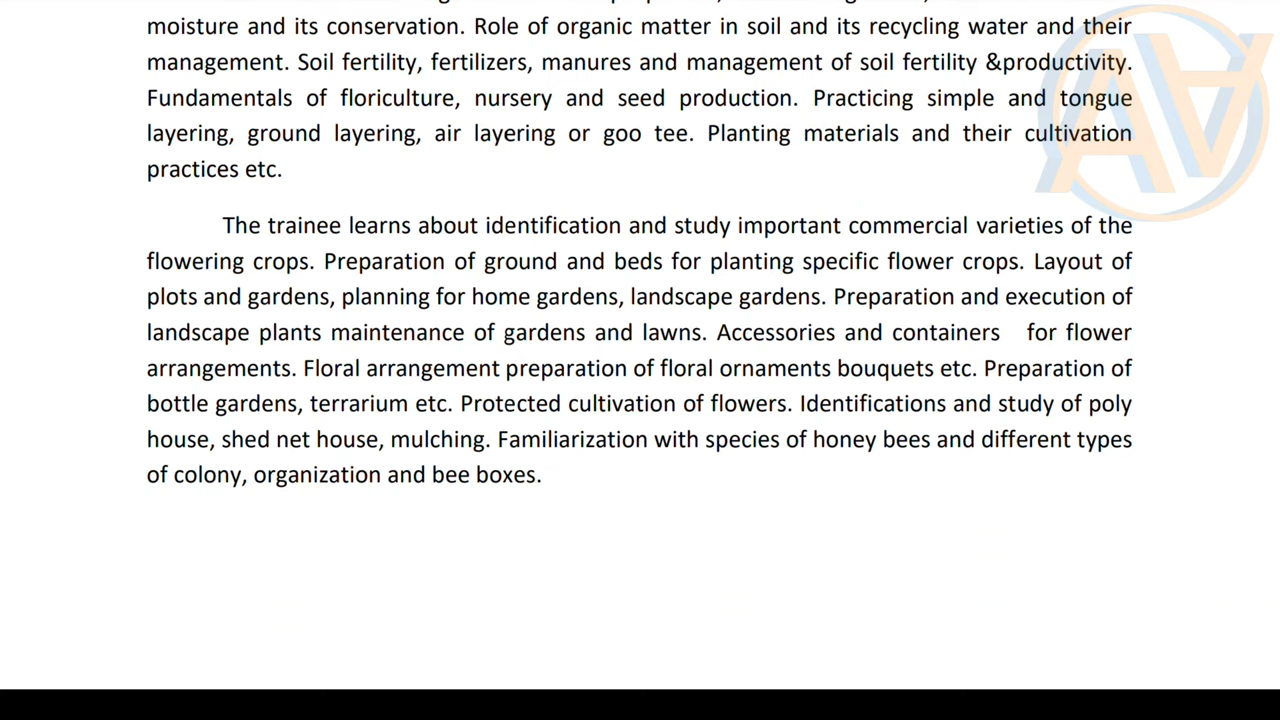 moisture and its conservation. Role of organic matter in soil and its recycling water and their
management. Soil fertility, fertilizers, manures and management of soil fertility &productivity.
Fundamentals of floriculture, nursery and seed production. Practicing simple and tongue
layering, ground layering, air layering or goo tee. Planting materials and their cultivation
practices etc.
The trainee learns about identification and study important commercial varieties of the
flowering crops. Preparation of ground and beds for planting specific flower crops. Layout of
plots and gardens, planning for home gardens, landscape gardens. Preparation and execution of
landscape plants maintenance of gardens and lawns. Accessories and containers for flower
arrangements. Floral arrangement preparation of floral ornaments bouquets etc. Preparation of
bottle gardens, terrarium etc. Protected cultivation of flowers. Identifications and study of poly
house, shed net house, mulching. Familiarization with species of honey bees and different types
of colony, organization and bee boxes.